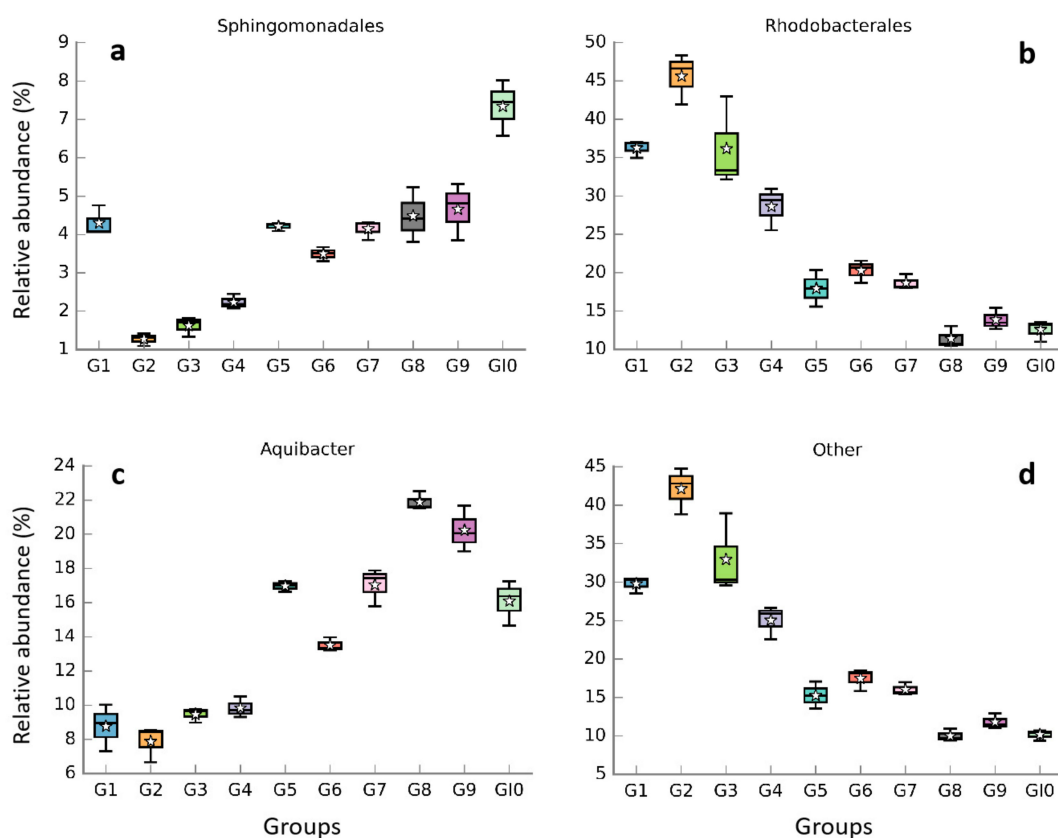 Sphingomonadales
a
Relative abundance (%)
9
8
7
6
5
4
3
2
1
G1 G2 G3 G4 G5 G6 G7 G8 G9 GI0
Rhodobacterales
b
50
45
40
35
30
25
20
15
10
G1 G2 G3 G4 G5 G6 G7 G8 G9 GI0
Aquibacter
c
Relative abundance (%)
24
22
20
18
16
14
12
10
8
6
G1 G2 G3 G4 G5 G6 G7 G8 G9 GI0
Groups
Other
d
45
40
35
30
25
20
15
10
5
G1 G2 G3 G4 G5 G6 G7 G8 G9 GI0
Groups